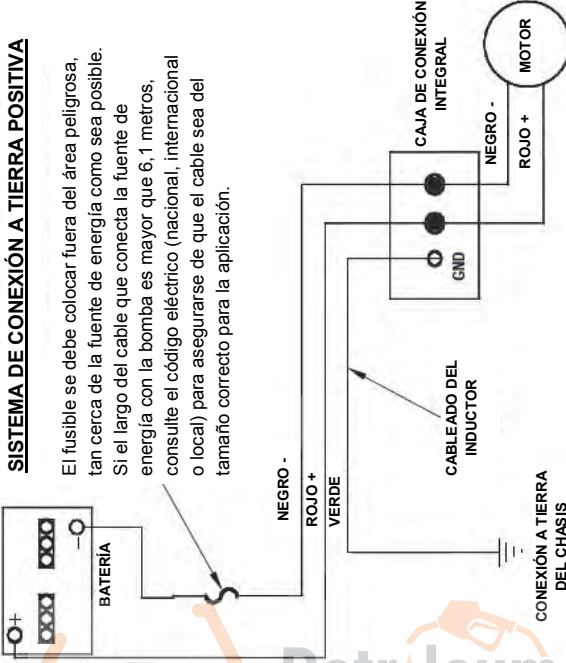 SISTEMA DE CONEXIÓN A TIERRA POSITIVA
El fusible se debe colocar fuera del área peligrosa,
tan cerca de la fuente de energía como sea posible.
Si el largo del cable que conecta la fuente de
energía con la bomba es mayor que 6,1 metros,
consulte el código eléctrico (nacional, internacional
o local) para asegurarse de que el cable sea del
tamaño correcto para la aplicación.
+
-
BATERÍA
NEGRO -
ROJO +
VERDE
CABLEADO DEL
INDUCTOR
CONEXIÓN A TIERRA
DEL CHASIS
CAJA DE CONEXIÓN
INTEGRAL
GND
NEGRO -
ROJO +
MOTOR